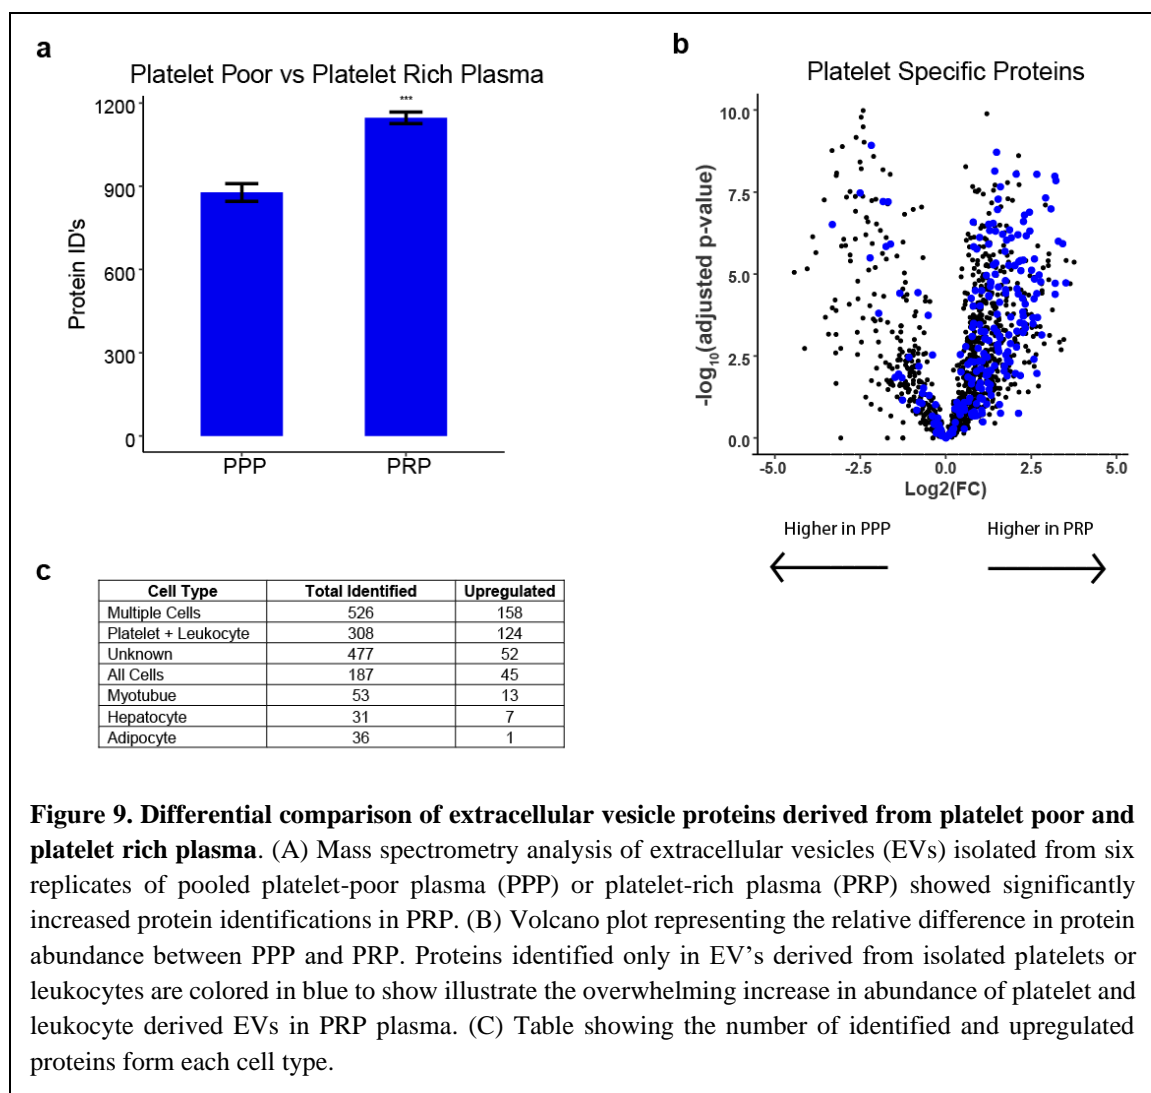 a
Platelet Poor vs Platelet Rich Plasma
***
1200
900
600
300
0
Protein ID's
PPP
PRP
b
Platelet Specific Proteins
10.0
7.5
5.0
2.5
0.0
-log10(adjusted p-value)
-5.0 -2.5 0.0 2.5 5.0
Log2(FC)
Higher in PPP
Higher in PRP
c
Cell Type Total Identified Upregulated
Multiple Cells 526 158
Platelet + Leukocyte 308 124
Unknown 477 52
All Cells 187 45
Myotubue 53 13
Hepatocyte 31 7
Adipocyte 36 1
Figure 9. Differential comparison of extracellular vesicle proteins derived from platelet poor and
platelet rich plasma. (A) Mass spectrometry analysis of extracellular vesicles (EVs) isolated from six
replicates of pooled platelet-poor plasma (PPP) or platelet-rich plasma (PRP) showed significantly
increased protein identifications in PRP. (B) Volcano plot representing the relative difference in protein
abundance between PPP and PRP. Proteins identified only in EV’s derived from isolated platelets or
leukocytes are colored in blue to show illustrate the overwhelming increase in abundance of platelet and
leukocyte derived EVs in PRP plasma. (C) Table showing the number of identified and upregulated
proteins form each cell type.